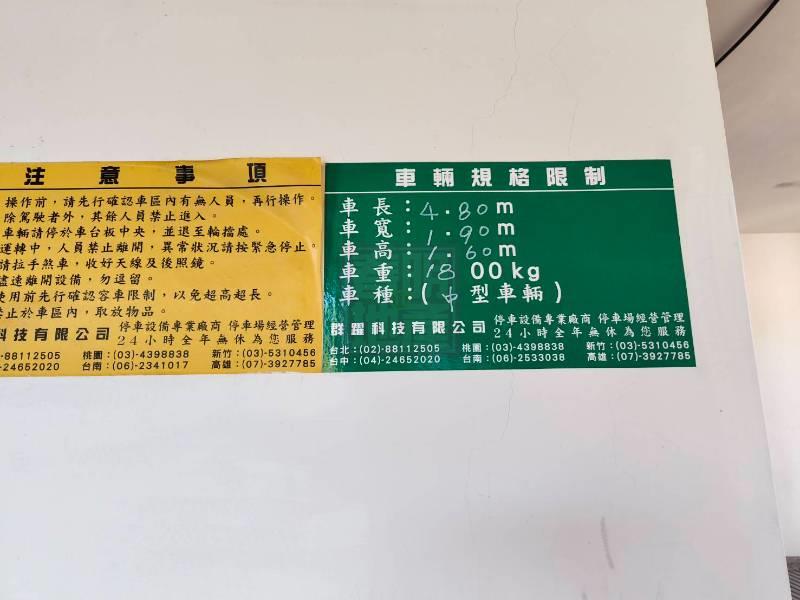 注意事項
操作前，請先行確認車區內有無人員，再行操作。
除駕駛者外，其餘人員禁止進入。
車輛請停於車台板中央，並退至輪擋處。
運轉中，人員禁止離開，異常狀況請按緊急停止。
請拉手煞車，收好天線及後照鏡。
儘速離開設備，勿逗留。
使用前先行確認容車限制，以免超高超長。
禁止於車區內，取放物品。
科技有限公司 停車設備專業廠商 停車場經營管理
24小時全年無休為您服務
-88112505 桃園：(03)-4398838 新竹：(03)-5310456
-24652020 台南：(06)-2341017 高雄：(07)-3927785
車輛規格限制
車長：4.80m
車寬：1.90m
車高：1.60m
車重：1800kg
車種：(中型車輛)
群躍科技有限公司 停車設備專業廠商 停車場經營管理
24小時全年無休為您服務
台北：(02)-88112505 桃園：(03)-4398838 新竹：(03)-5310456
台中：(04)-24652020 台南：(06)-2533038 高雄：(07)-3927785